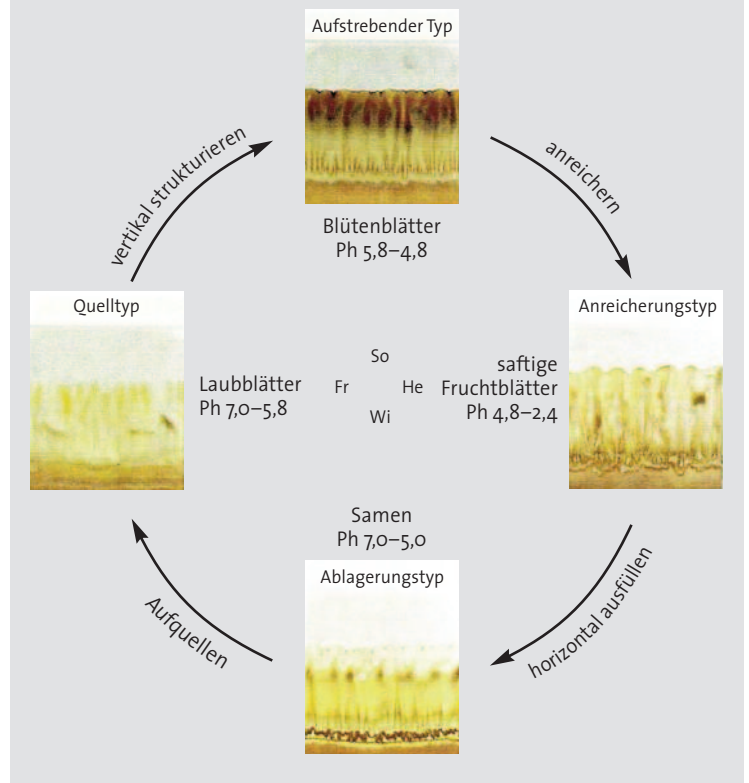 Aufstrebender Typ
vertikal strukturieren
anreichern
Blütenblätter
Ph 5,8–4,8
Quelltyp
Anreicherungstyp
Laubblätter
Ph 7,0–5,8
So
Fr He
Wi
saftige
Fruchtblätter
Ph 4,8–2,4
Samen
Ph 7,0–5,0
Ablagerungstyp
Aufquellen
horizontal ausfüllen